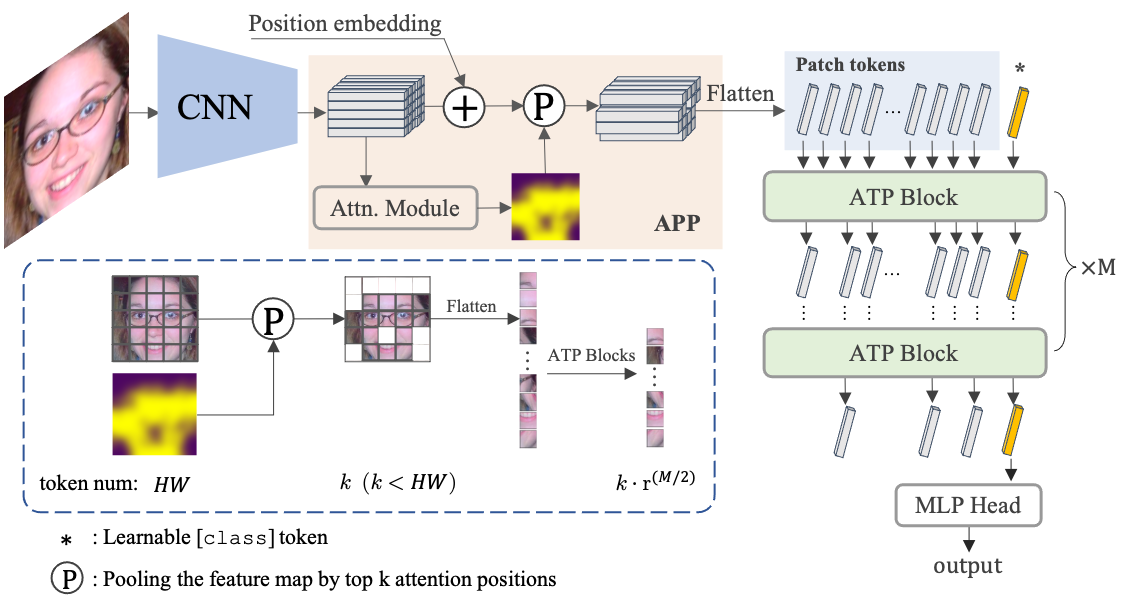 Position embedding
CNN
+
P
Flatten
Patch tokens
*
...
Attn. Module
APP
ATP Block
...
×M
ATP Block
MLP Head
output
P
Flatten
ATP Blocks
token num: HW
k (k < HW)
k · r^(M/2)
* : Learnable [class] token
P : Pooling the feature map by top k attention positions